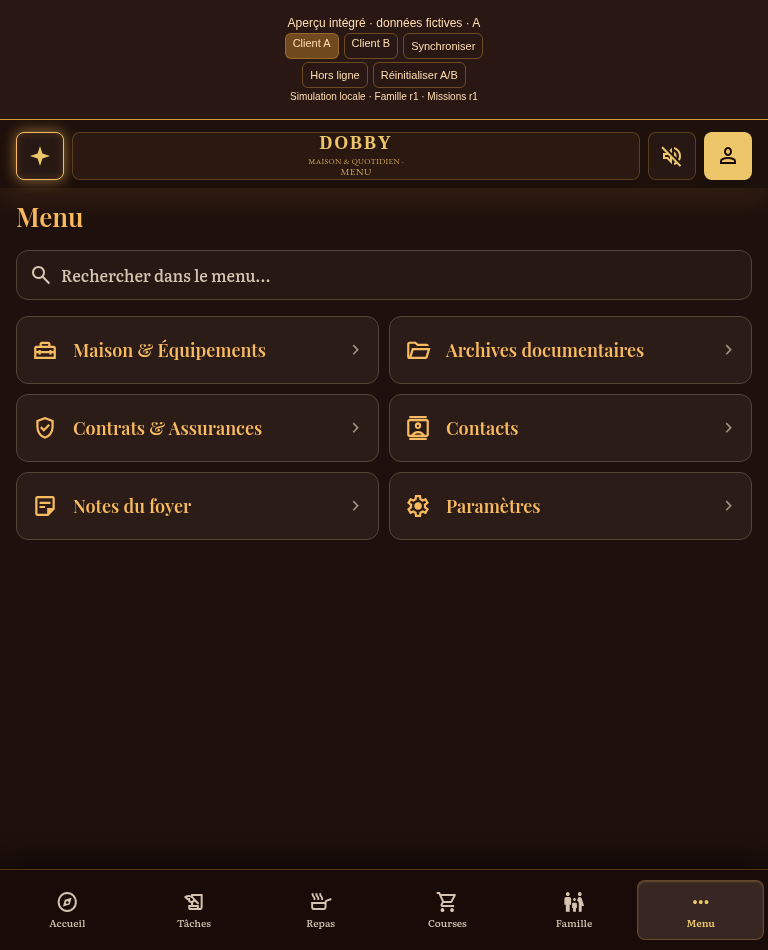 Aperçu intégré · données fictives · A
Client A
Client B
Synchroniser
Hors ligne
Réinitialiser A/B
Simulation locale · Famille r1 · Missions r1
DOBBY
MAISON & QUOTIDIEN ·
MENU
Menu
Rechercher dans le menu...
Maison & Équipements
Archives documentaires
Contrats & Assurances
Contacts
Notes du foyer
Paramètres
Accueil
Tâches
Repas
Courses
Famille
Menu